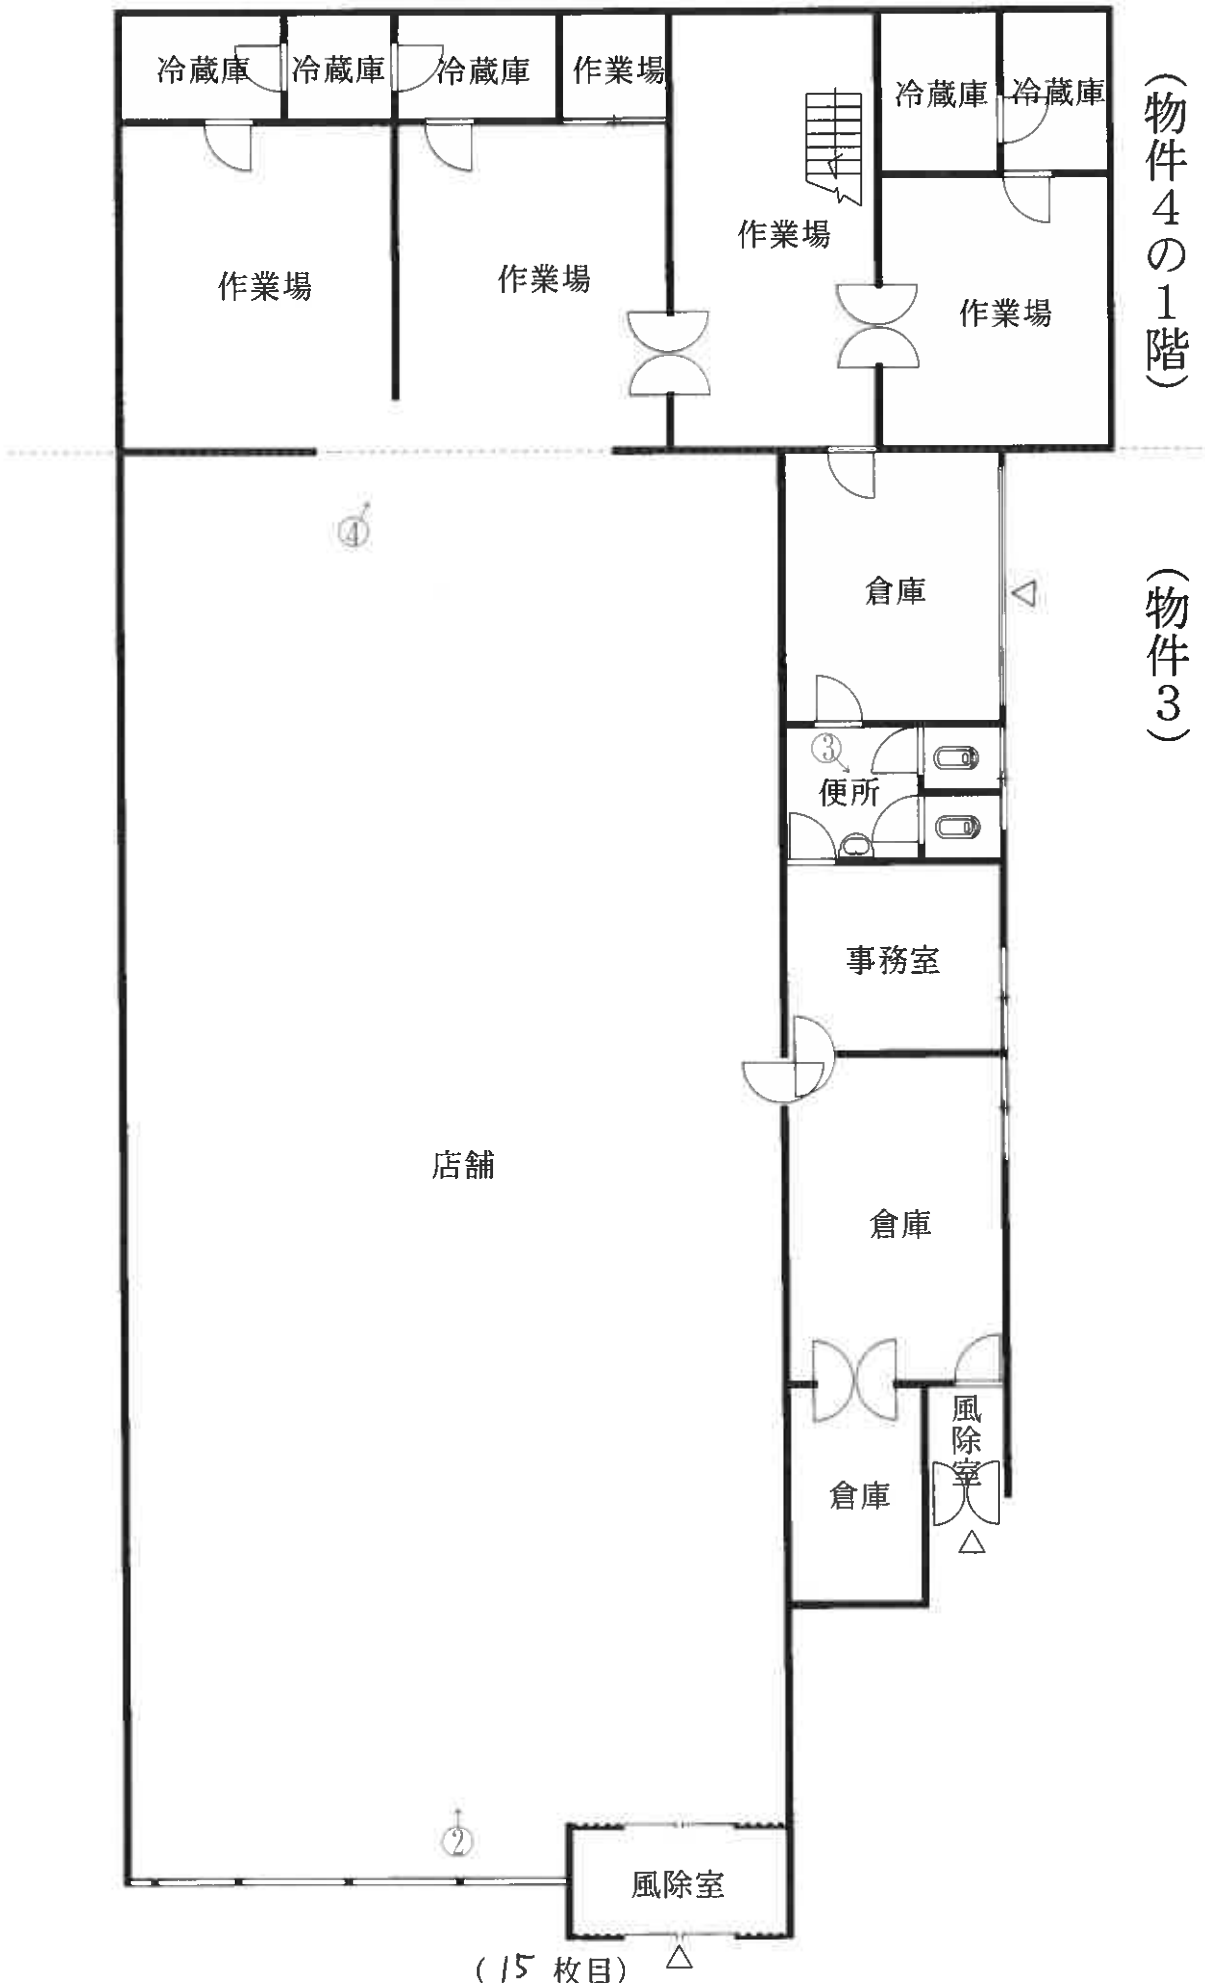 冷蔵庫
冷蔵庫
冷蔵庫
作業場
冷蔵庫
冷蔵庫
(物件4の1階)
作業場
作業場
作業場
作業場
④
倉庫
(物件3)
③
便所
事務室
店舗
倉庫
風除室
倉庫
②
風除室
(15枚目)